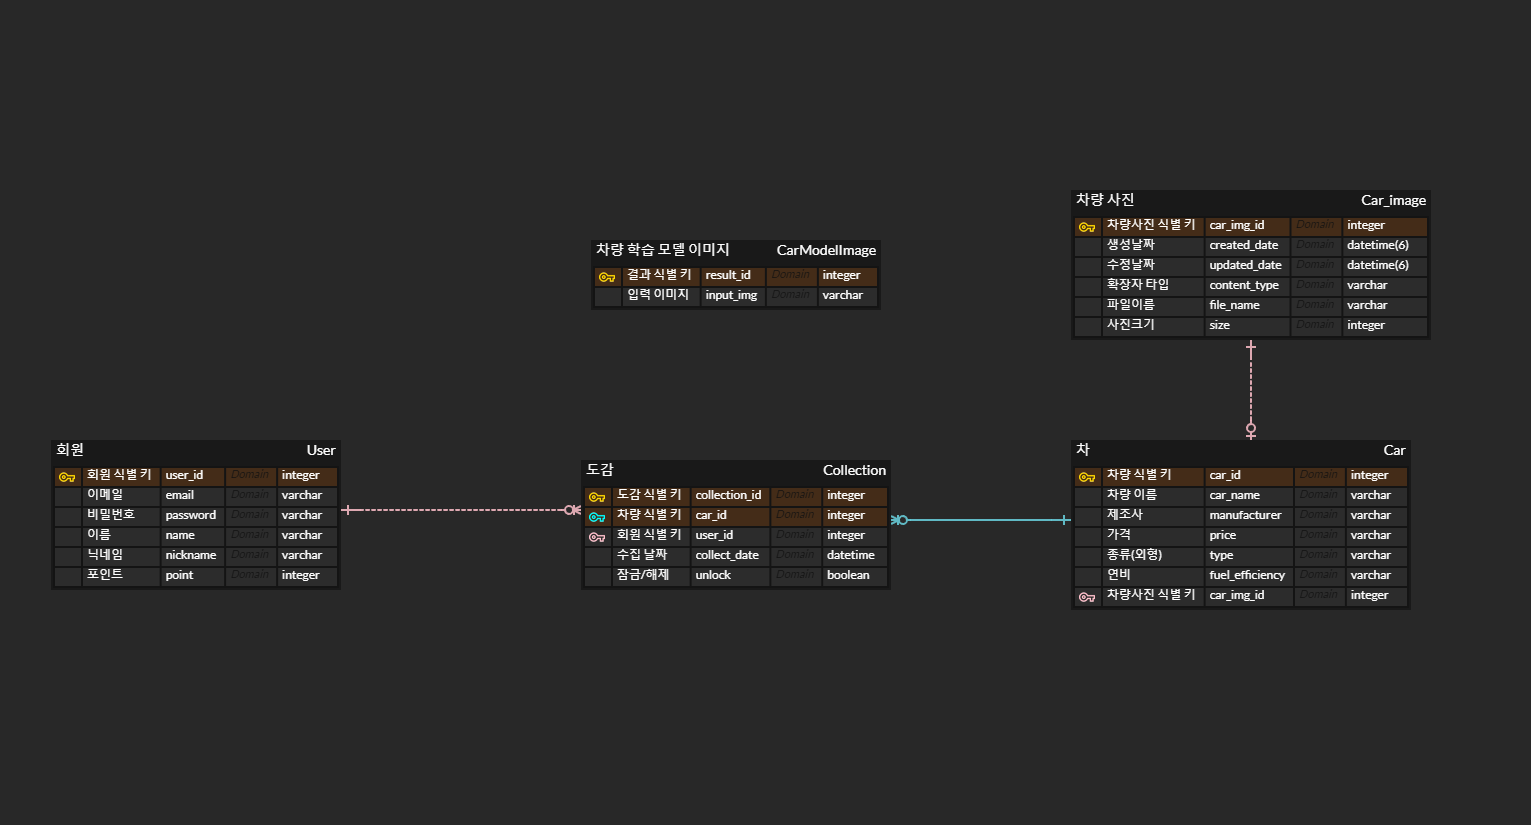 차량 사진 Car_image
차량사진 식별 키 car_img_id Domain integer
생성날짜 created_date Domain datetime(6)
수정날짜 updated_date Domain datetime(6)
확장자 타입 content_type Domain varchar
파일이름 file_name Domain varchar
사진크기 size Domain integer
차량 학습 모델 이미지 CarModelImage
결과 식별 키 result_id Domain integer
입력 이미지 input_img Domain varchar
회원 User
회원 식별 키 user_id Domain integer
이메일 email Domain varchar
비밀번호 password Domain varchar
이름 name Domain varchar
닉네임 nickname Domain varchar
포인트 point Domain integer
도감 Collection
도감 식별 키 collection_id Domain integer
차량 식별 키 car_id Domain integer
회원 식별 키 user_id Domain integer
수집 날짜 collect_date Domain datetime
잠금/해제 unlock Domain boolean
차 Car
차량 식별 키 car_id Domain integer
차량 이름 car_name Domain varchar
제조사 manufacturer Domain varchar
가격 price Domain varchar
종류(외형) type Domain varchar
연비 fuel_efficiency Domain varchar
차량사진 식별 키 car_img_id Domain integer